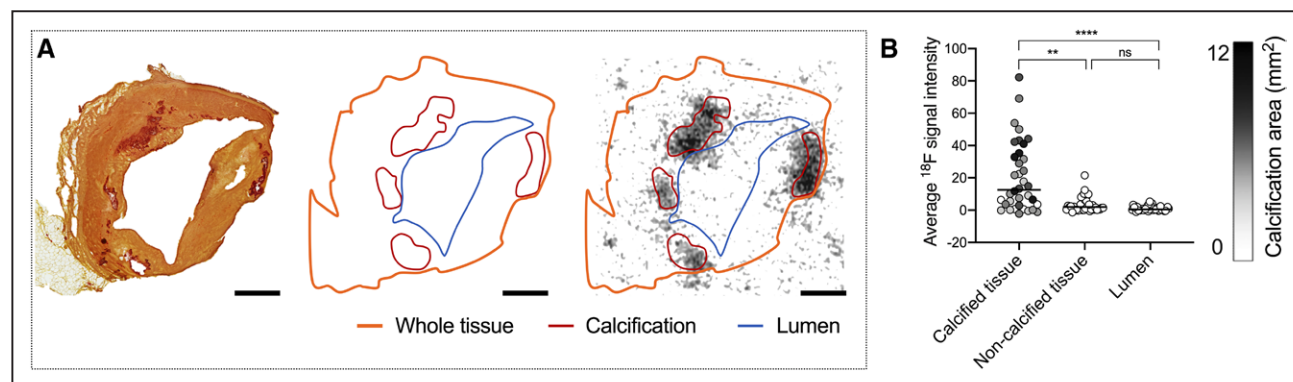 A
Whole tissue
Calcification
Lumen
B
****
**
ns
Average ¹⁸F signal intensity
100
80
60
40
20
0
-20
Calcified tissue
Non-calcified tissue
Lumen
12
0
Calcification area (mm²)